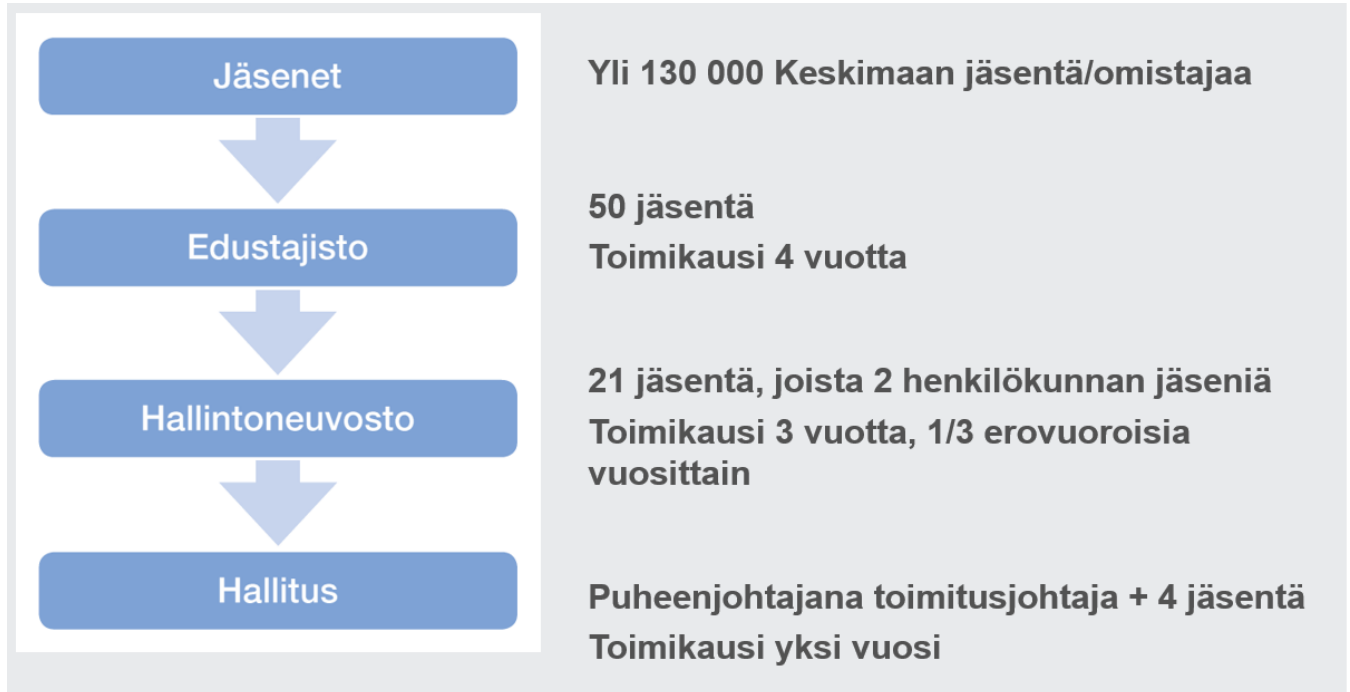 Jäsenet
Yli 130 000 Keskimaan jäsentä/omistajaa
Edustajisto
50 jäsentä
Toimikausi 4 vuotta
Hallintoneuvosto
21 jäsentä, joista 2 henkilökunnan jäseniä
Toimikausi 3 vuotta, 1/3 erovuoroisia
vuosittain
Hallitus
Puheenjohtajana toimitusjohtaja + 4 jäsentä
Toimikausi yksi vuosi